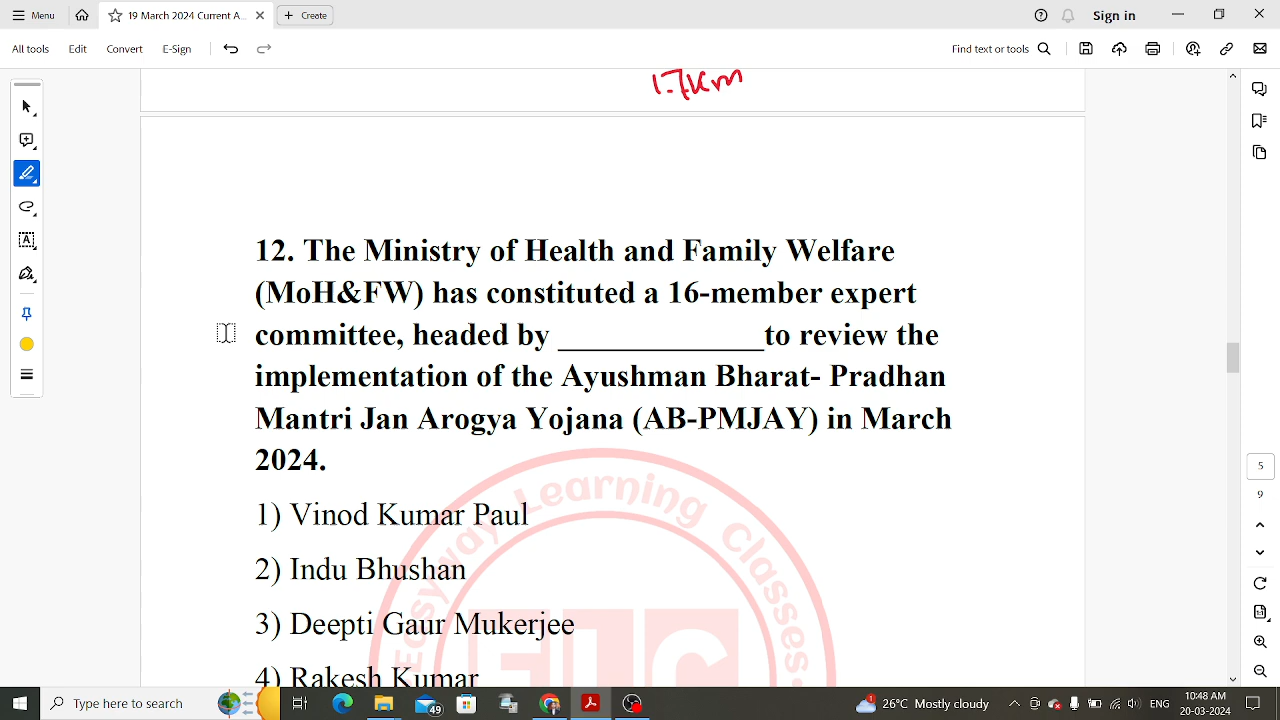 Menu
19 March 2024 Current A...
Create
Sign in
All tools
Edit
Convert
E-Sign
Find text or tools
1.7Km
12. The Ministry of Health and Family Welfare
(MoH&FW) has constituted a 16-member expert
committee, headed by ______________to review the
implementation of the Ayushman Bharat- Pradhan
Mantri Jan Arogya Yojana (AB-PMJAY) in March
2024.
1) Vinod Kumar Paul
2) Indu Bhushan
3) Deepti Gaur Mukerjee
4) Rakesh Kumar
Easyway Learning Classes
ELC
5
9
Type here to search
49
1
26°C Mostly cloudy
10:48 AM
20-03-2024